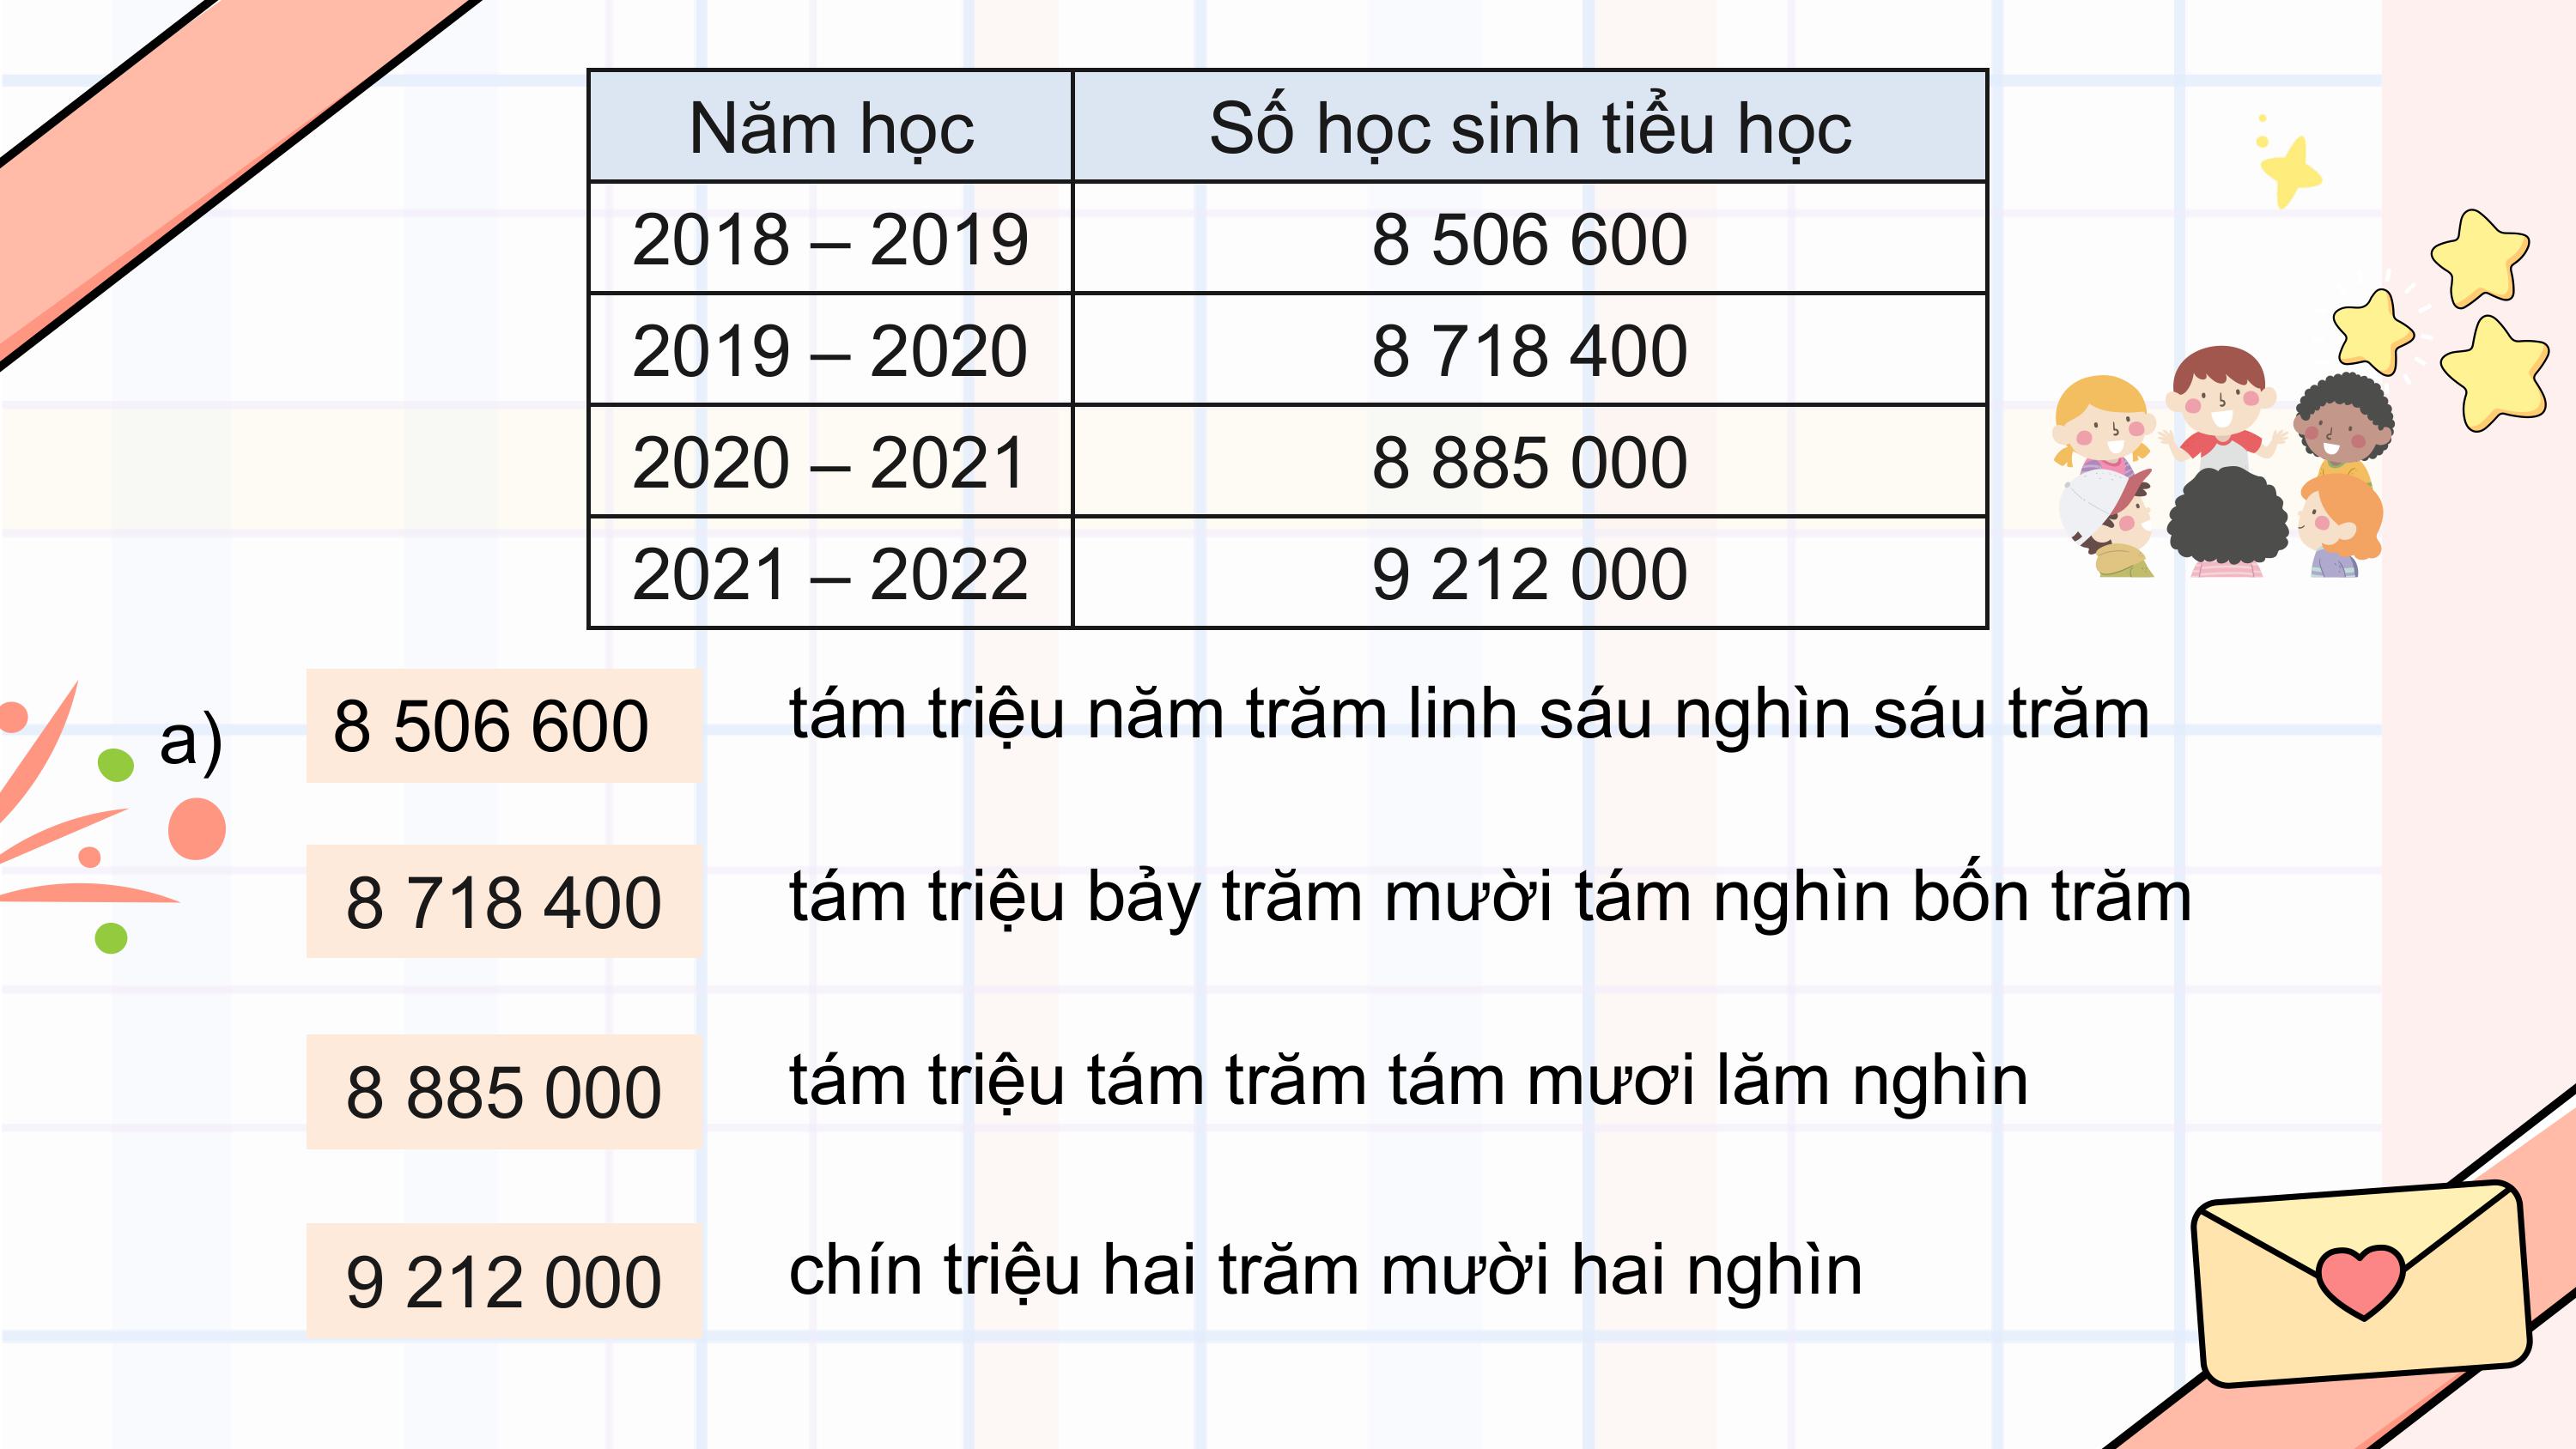 Năm học Số học sinh tiểu học
2018 – 2019 8 506 600
2019 – 2020 8 718 400
2020 – 2021 8 885 000
2021 – 2022 9 212 000
a) 8 506 600 tám triệu năm trăm linh sáu nghìn sáu trăm
8 718 400 tám triệu bảy trăm mười tám nghìn bốn trăm
8 885 000 tám triệu tám trăm tám mươi lăm nghìn
9 212 000 chín triệu hai trăm mười hai nghìn